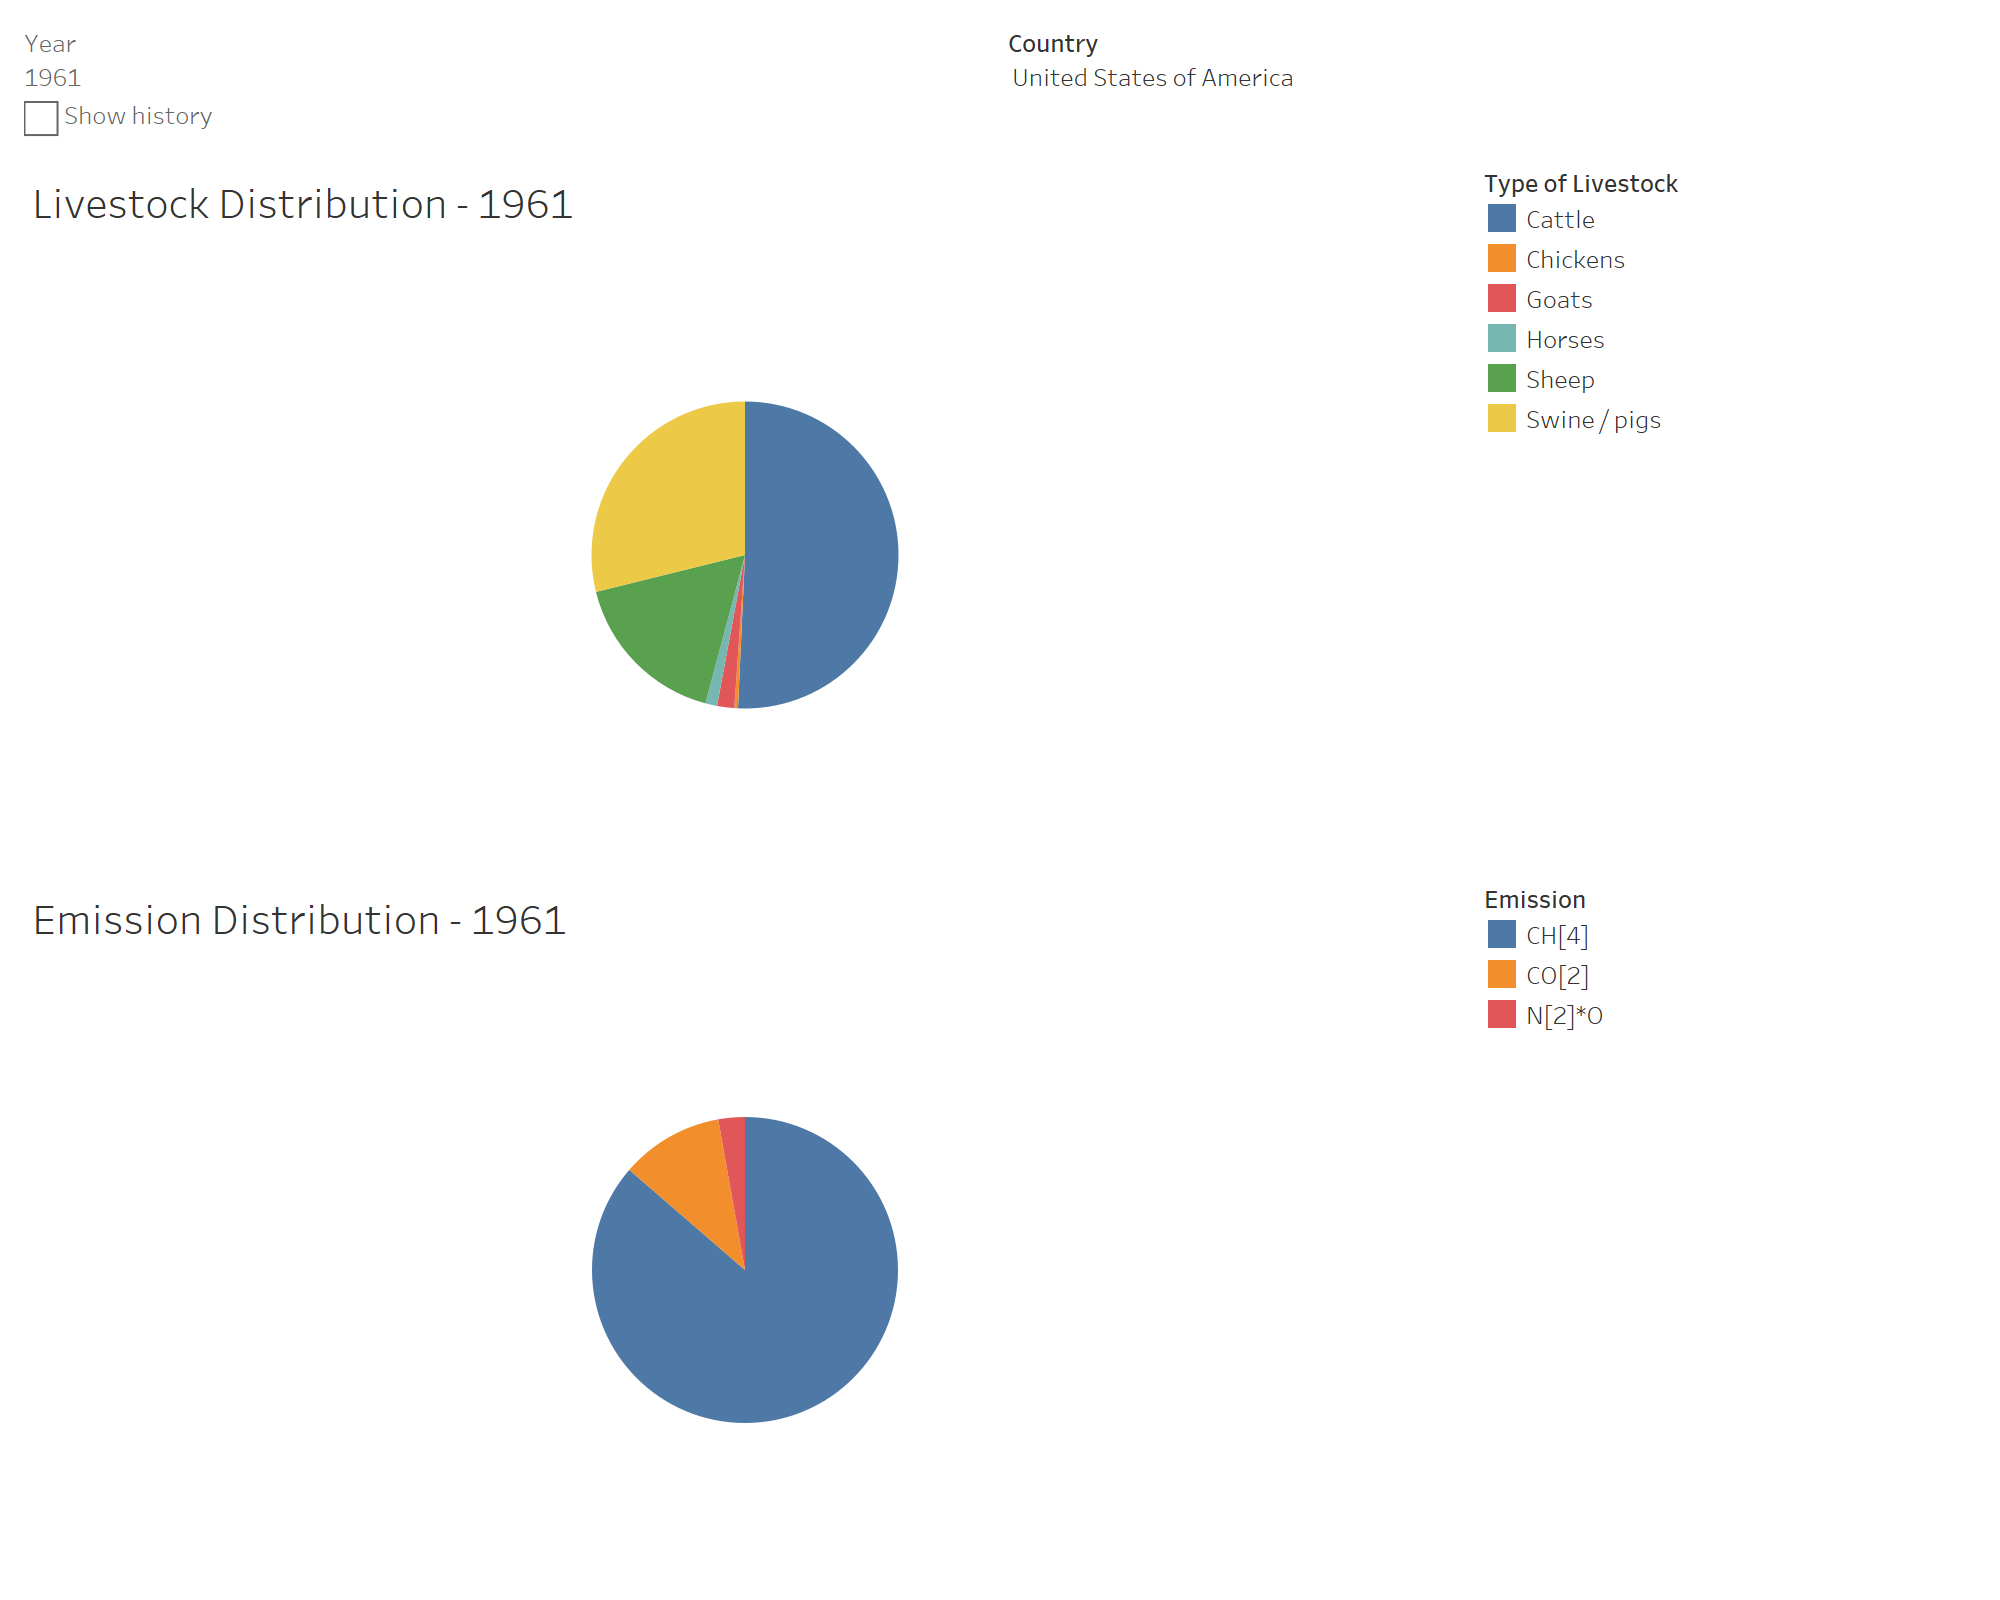 Year
1961
Show history
Country
United States of America
Livestock Distribution - 1961
Type of Livestock
Cattle
Chickens
Goats
Horses
Sheep
Swine / pigs
Emission Distribution - 1961
Emission
CH[4]
CO[2]
N[2]*O